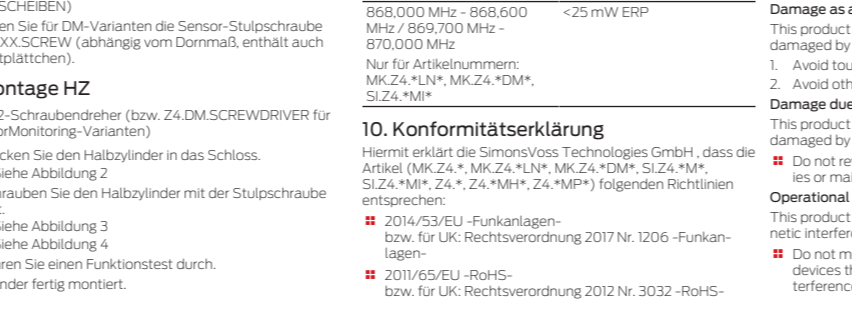 SCHEIBEN)
en Sie für DM-Varianten die Sensor-Stulpschraube
XX.SCREW (abhängig vom Dornmaß, enthält auch
tplättchen).
ontage HZ
2-Schraubendreher (bzw. Z4.DM.SCREWDRIVER für
orMonitoring-Varianten)
cken Sie den Halbzylinder in das Schloss.
iehe Abbildung 2
hrauben Sie den Halbzylinder mit der Stulpschraube
t.
iehe Abbildung 3
iehe Abbildung 4
ren Sie einen Funktionstest durch.
nder fertig montiert.
868,000 MHz - 868,600 <25 mW ERP
MHz / 869,700 MHz -
870,000 MHz
Nur für Artikelnummern:
MK.Z4.*LN*, MK.Z4.*DM*,
SI.Z4.*MI*
10. Konformitätserklärung
Hiermit erklärt die SimonsVoss Technologies GmbH , dass die
Artikel (MK.Z4.*, MK.Z4.*LN*, MK.Z4.*DM*, SI.Z4.*M*,
SI.Z4.*MI*, Z4.*, Z4.*MH*, Z4.*MP*) folgenden Richtlinien
entsprechen:
2014/53/EU -Funkanlagen-
bzw. für UK: Rechtsverordnung 2017 Nr. 1206 -Funkan-
lagen-
2011/65/EU -RoHS-
bzw. für UK: Rechtsverordnung 2012 Nr. 3032 -RoHS-
Damage as a
This product
damaged by
1. Avoid tou
2. Avoid oth
Damage due
This product
damaged by
Do not re
ies or mai
Operational
This product
netic interfer
Do not m
devices th
terference